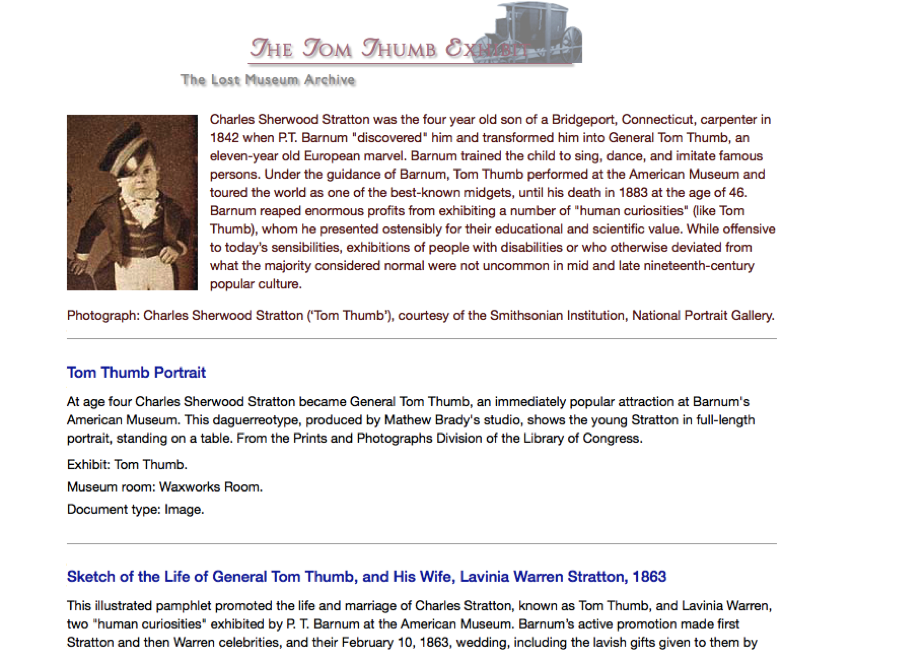 The Tom Thumb Exhibit
The Lost Museum Archive
Charles Sherwood Stratton was the four year old son of a Bridgeport, Connecticut, carpenter in
1842 when P.T. Barnum "discovered" him and transformed him into General Tom Thumb, an
eleven-year old European marvel. Barnum trained the child to sing, dance, and imitate famous
persons. Under the guidance of Barnum, Tom Thumb performed at the American Museum and
toured the world as one of the best-known midgets, until his death in 1883 at the age of 46.
Barnum reaped enormous profits from exhibiting a number of "human curiosities" (like Tom
Thumb), whom he presented ostensibly for their educational and scientific value. While offensive
to today's sensibilities, exhibitions of people with disabilities or who otherwise deviated from
what the majority considered normal were not uncommon in mid and late nineteenth-century
popular culture.
Photograph: Charles Sherwood Stratton ('Tom Thumb'), courtesy of the Smithsonian Institution, National Portrait Gallery.
Tom Thumb Portrait
At age four Charles Sherwood Stratton became General Tom Thumb, an immediately popular attraction at Barnum's
American Museum. This daguerreotype, produced by Mathew Brady's studio, shows the young Stratton in full-length
portrait, standing on a table. From the Prints and Photographs Division of the Library of Congress.
Exhibit: Tom Thumb.
Museum room: Waxworks Room.
Document type: Image.
Sketch of the Life of General Tom Thumb, and His Wife, Lavinia Warren Stratton, 1863
This illustrated pamphlet promoted the life and marriage of Charles Stratton, known as Tom Thumb, and Lavinia Warren,
two "human curiosities" exhibited by P. T. Barnum at the American Museum. Barnum's active promotion made first
Stratton and then Warren celebrities, and their February 10, 1863, wedding, including the lavish gifts given to them by